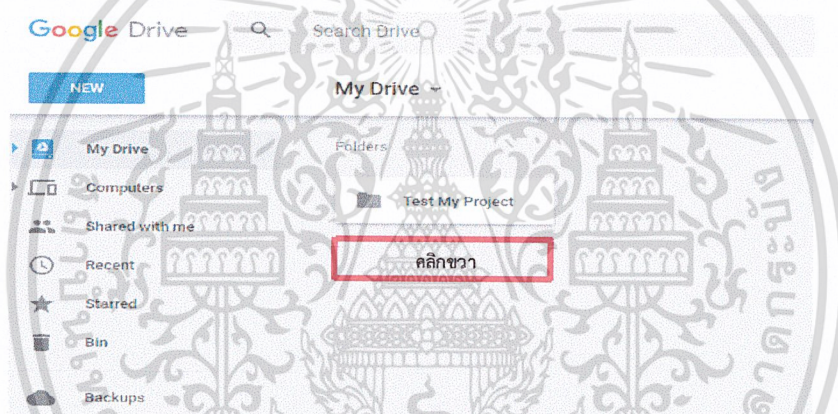 Google Drive
Search Drive
NEW
My Drive
My Drive
Folders
Computers
Test My Project
Shared with me
Recent
คลิกขวา
Starred
Bin
Backups